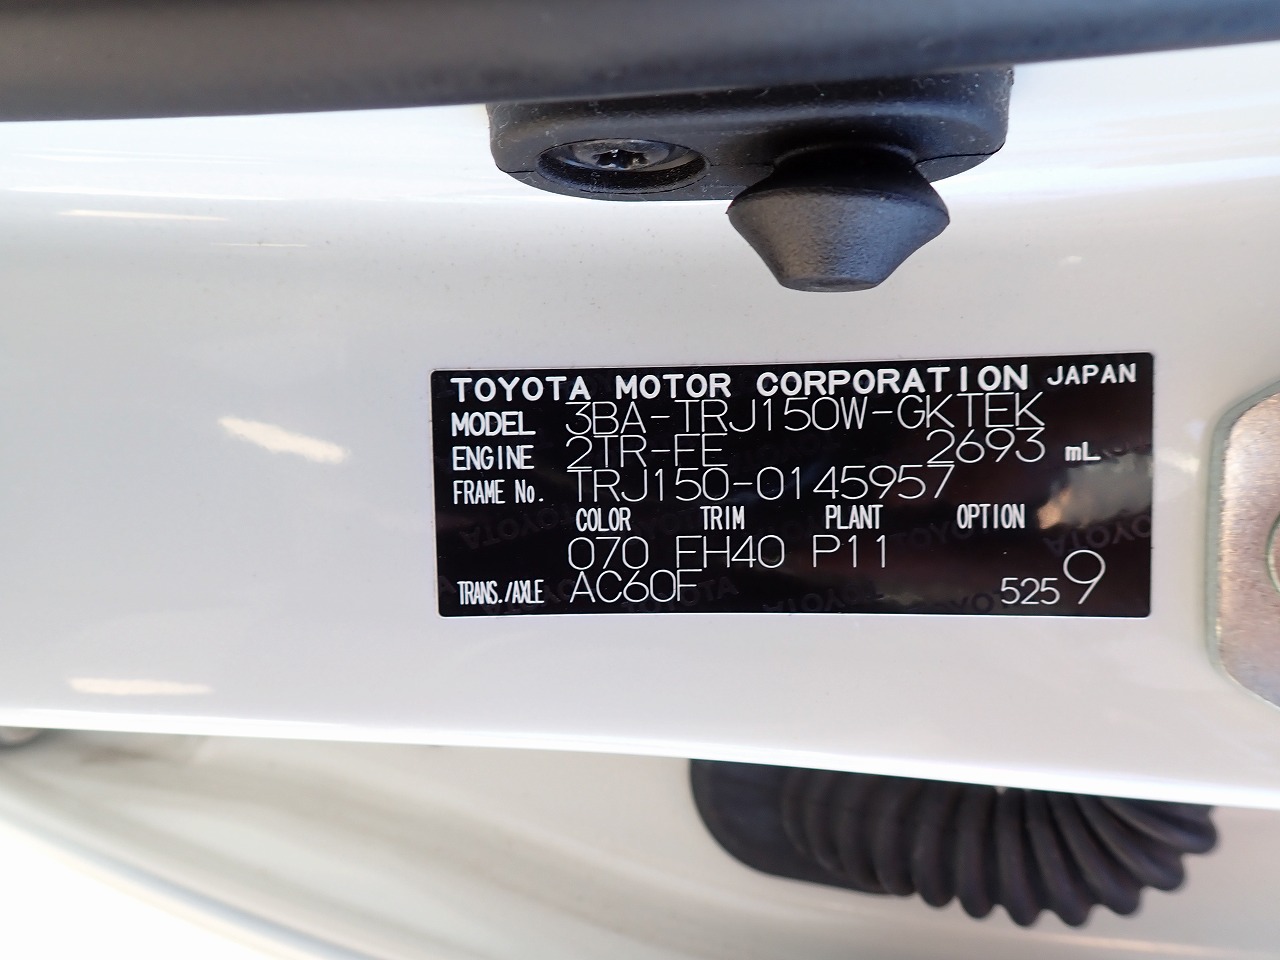 TOYOTA MOTOR CORPORATION JAPAN
MODEL 3BA-TRJ150W-GKTEK
ENGINE 2TR-FE 2693 mL
FRAME No. TRJ150-0145957
COLOR TRIM PLANT OPTION
070 FH40 P11
TRANS./AXLE AC60F 5259